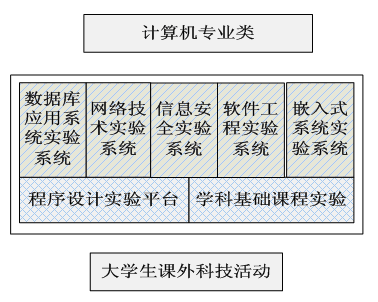 计算机专业类
数据库
应用系
统实验
系统
网络技
术实验
系统
信息安
全实验
系统
软件工
程实验
系统
嵌入式
系统实
验系统
程序设计实验平台
学科基础课程实验
大学生课外科技活动